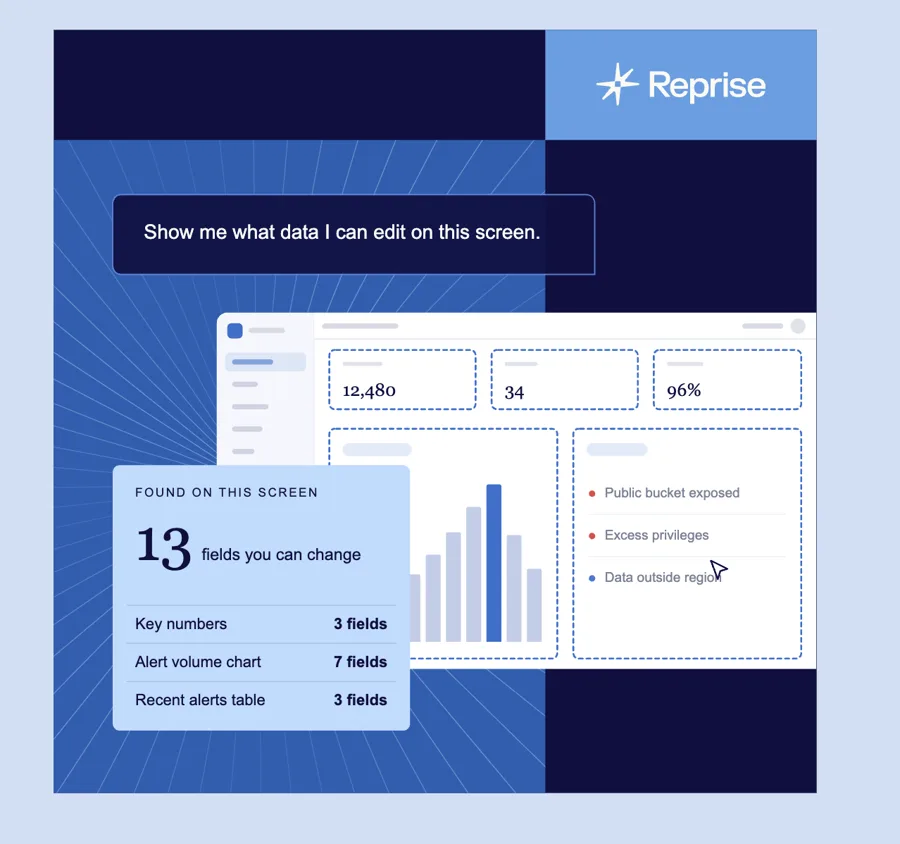 Reprise
Show me what data I can edit on this screen.
12,480
34
96%
FOUND ON THIS SCREEN
13 fields you can change
Key numbers 3 fields
Alert volume chart 7 fields
Recent alerts table 3 fields
Public bucket exposed
Excess privileges
Data outside region